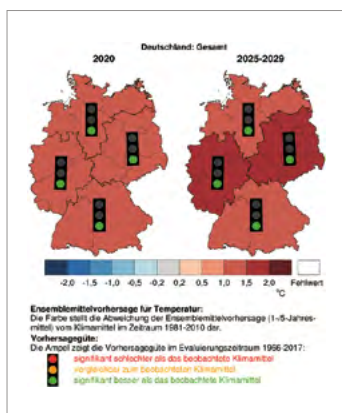 Deutschland: Gesamt
2020 2025-2029
-2,0 -1,5 -1,0 -0,5 0,2 0,5 1,0 1,5 2,0 Fehlwert
°C
Ensemblemittelvorhersage für Temperatur:
Die Farbe stellt die Abweichung der Ensemblemittelvorhersage (1-/5-Jahres-
mittel) vom Klimamittel im Zeitraum 1981-2010 dar.
Vorhersagegüte:
Die Ampel zeigt die Vorhersagegüte im Evaluierungszeitraum 1966-2017:
signifikant schlechter als das beobachtete Klimamittel
vergleichbar zum beobachteten Klimamittel
signifikant besser als das beobachtete Klimamittel